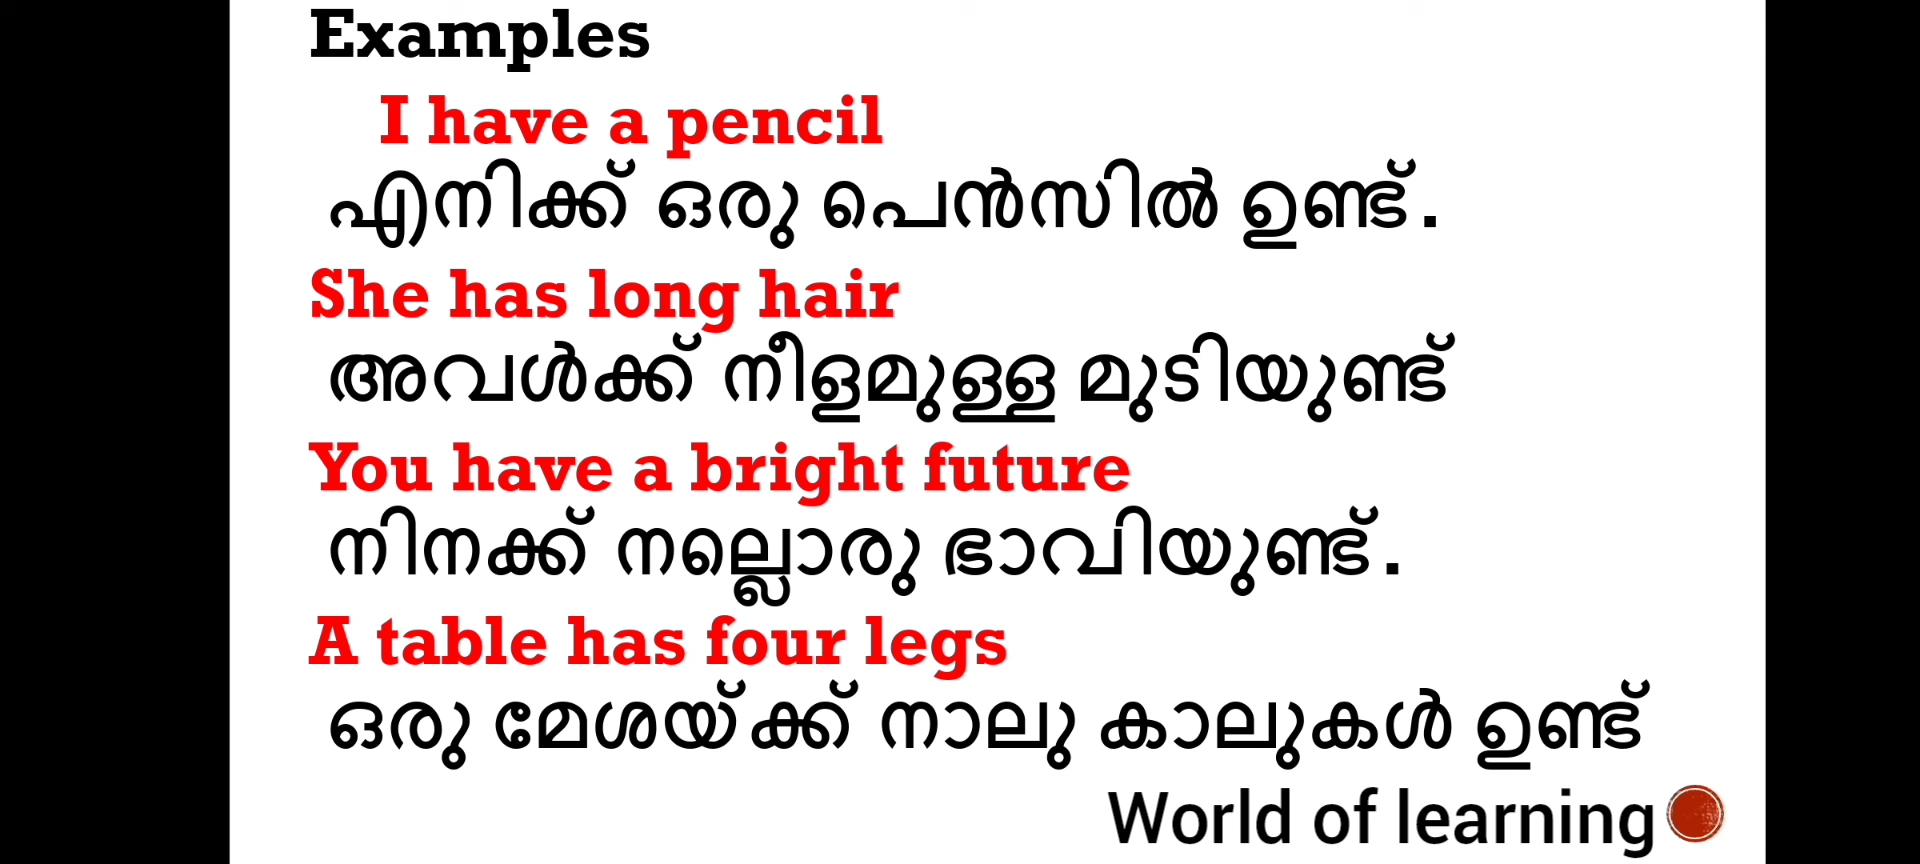 Examples
I have a pencil
എനിക്ക് ഒരു പെൻസിൽ ഉണ്ട്.
She has long hair
അവൾക്ക് നീളമുള്ള മുടിയുണ്ട്
You have a bright future
നിനക്ക് നല്ലൊരു ഭാവിയുണ്ട്.
A table has four legs
ഒരു മേശയ്ക്ക് നാലു കാലുകൾ ഉണ്ട്
World of learning